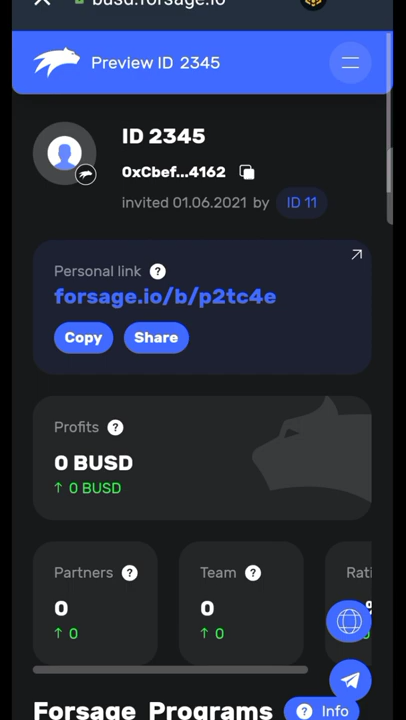 busd.forsage.io
Preview ID 2345
ID 2345
0xCbef...4162
invited 01.06.2021 by ID 11
Personal link ?
forsage.io/b/p2tc4e
Copy Share
Profits ?
0 BUSD
↑ 0 BUSD
Partners ? Team ? Rati
0 0 %
↑ 0 ↑ 0 0
Forsage Programs ? Info